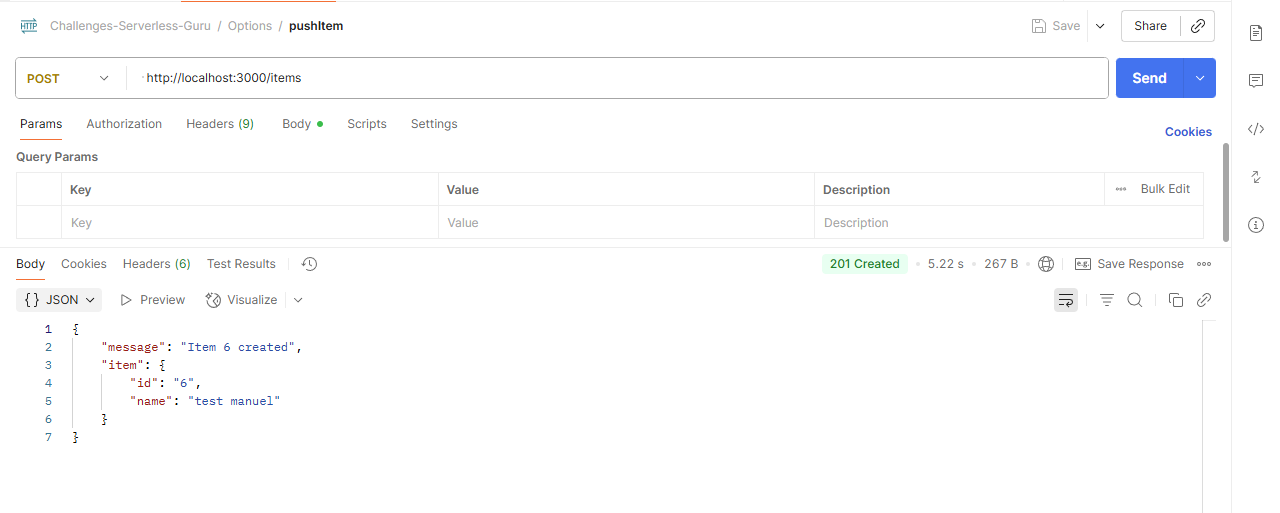 HTTP Challenges-Serverless-Guru / Options / pushItem Save Share
POST http://localhost:3000/items Send
Params Authorization Headers (9) Body Scripts Settings Cookies
Query Params
Key Value Description Bulk Edit
Key Value Description
Body Cookies Headers (6) Test Results 201 Created 5.22 s 267 B e.g. Save Response
{} JSON Preview Visualize
1 {
2 "message": "Item 6 created",
3 "item": {
4 "id": "6",
5 "name": "test manuel"
6 }
7 }